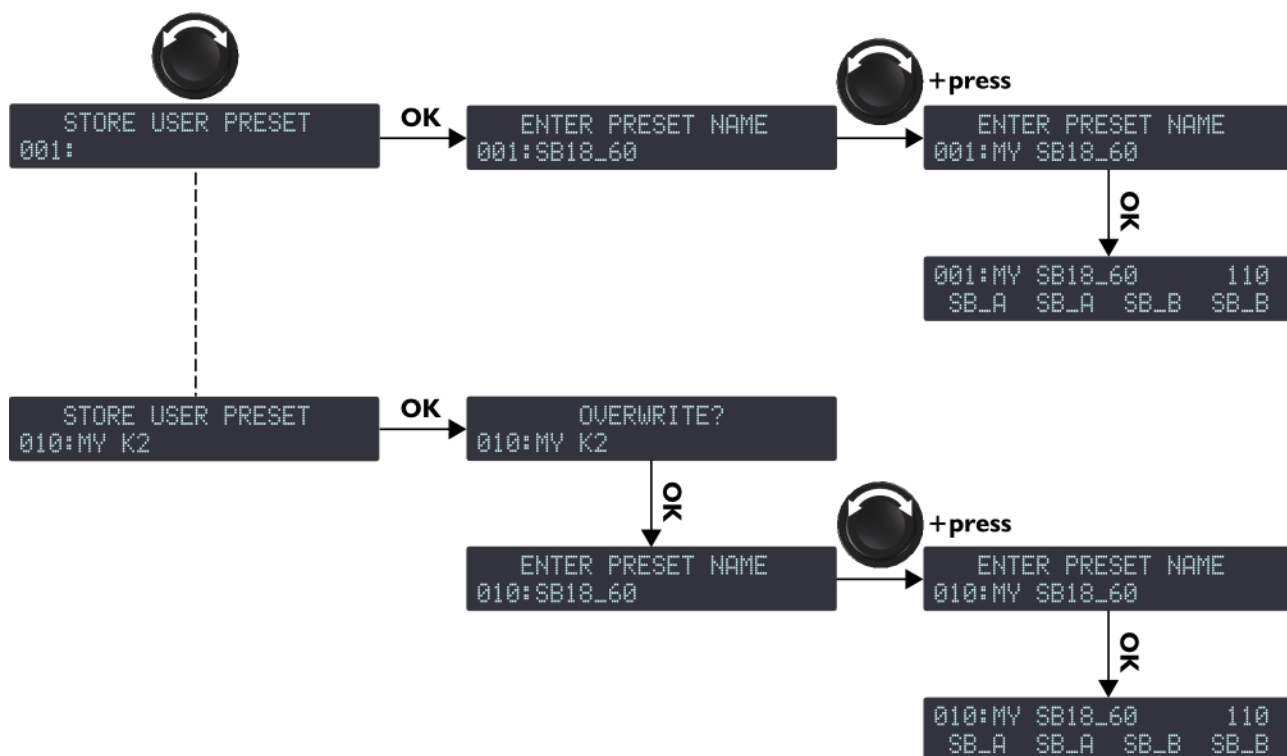 +press
STORE USER PRESET
001:
OK
ENTER PRESET NAME
001:SB18_60
ENTER PRESET NAME
001:MY SB18_60
OK
001:MY SB18_60 110
SB_A SB_A SB_B SB_B
STORE USER PRESET
010:MY K2
OK
OVERWRITE?
010:MY K2
OK
ENTER PRESET NAME
010:SB18_60
+press
ENTER PRESET NAME
010:MY SB18_60
OK
010:MY SB18_60 110
SB_A SB_A SB_B SB_B